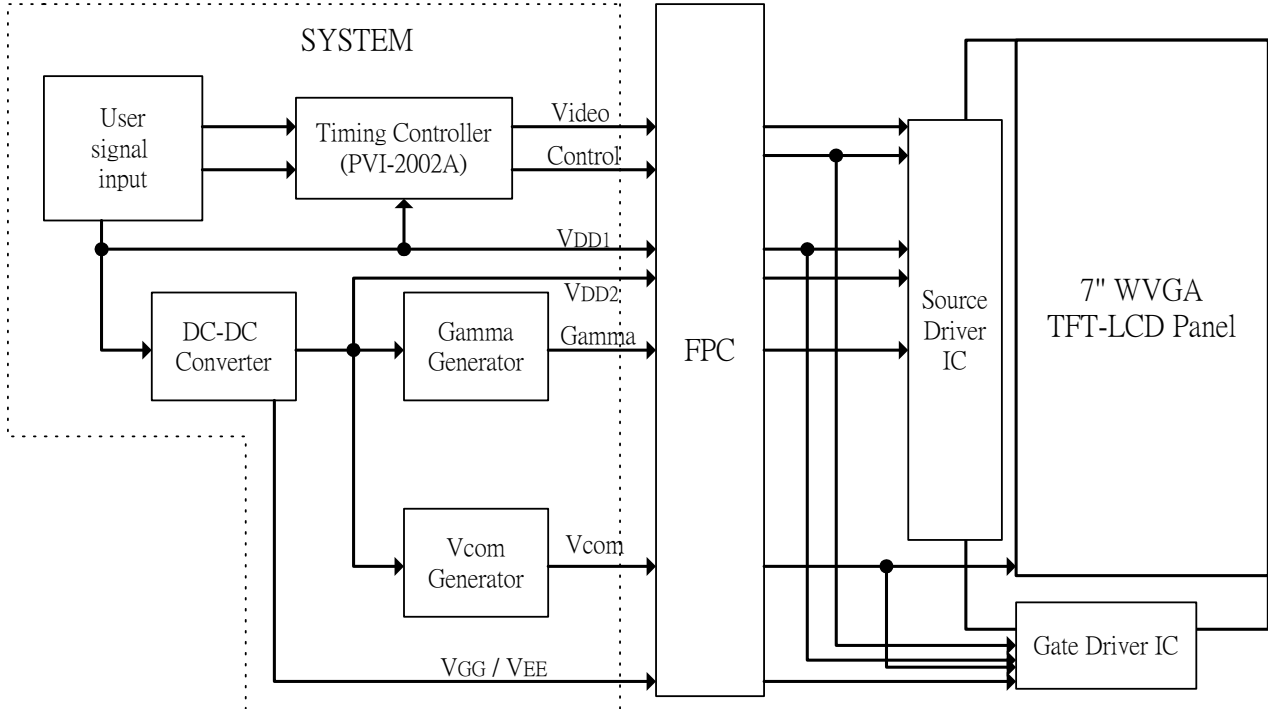 SYSTEM
User
signal
input
Timing Controller
(PVI-2002A)
Video
Control
VDD1
VDD2
DC-DC
Converter
Gamma
Generator
Gamma
Vcom
Generator
Vcom
VGG / VEE
FPC
Source
Driver
IC
7" WVGA
TFT-LCD Panel
Gate Driver IC